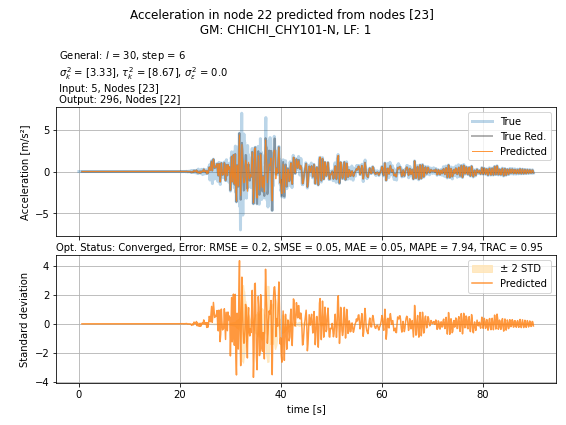 Acceleration in node 22 predicted from nodes [23]
GM: CHICHI_CHY101-N, LF: 1
General: l = 30, step = 6
σ²ₖ = [3.33], τ²ₖ = [8.67], σ²ε = 0.0
Input: 5, Nodes [23]
Output: 296, Nodes [22]
Acceleration [m/s²]
5
0
−5
True
True Red.
Predicted
Opt. Status: Converged, Error: RMSE = 0.2, SMSE = 0.05, MAE = 0.05, MAPE = 7.94, TRAC = 0.95
Standard deviation
4
2
0
−2
−4
± 2 STD
Predicted
0 20 40 60 80
time [s]